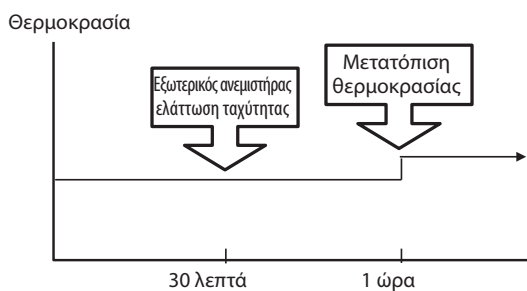 Θερμοκρασία
Εξωτερικός ανεμιστήρας
ελάττωση ταχύτητας
Μετατόπιση
θερμοκρασίας
30 λεπτά
1 ώρα